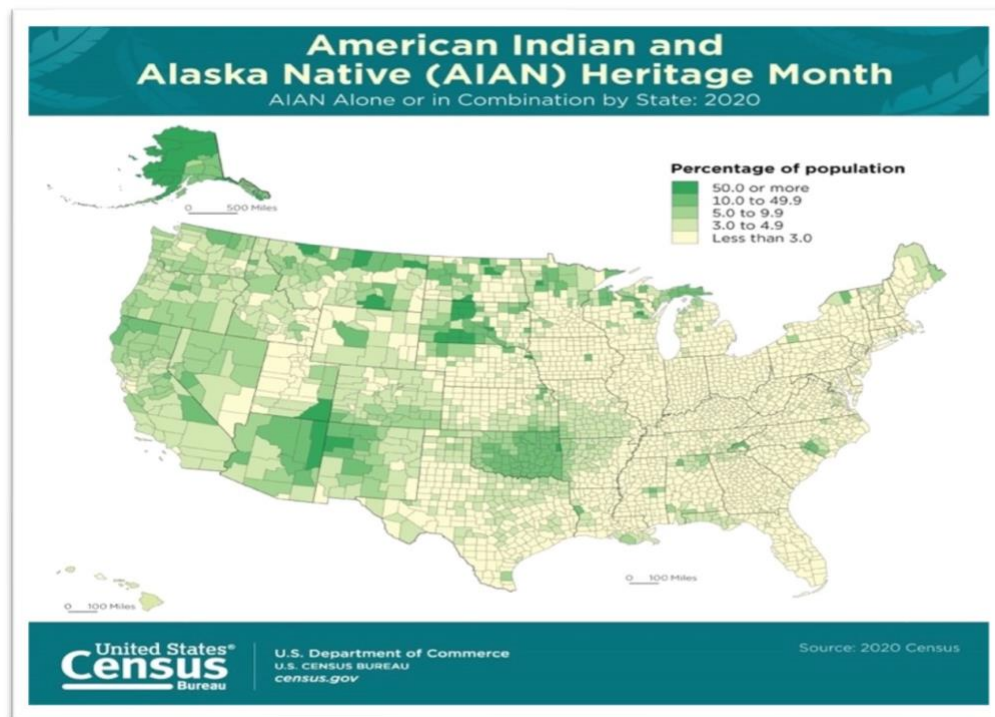 American Indian and
Alaska Native (AIAN) Heritage Month
AIAN Alone or in Combination by State: 2020
Percentage of population
50.0 or more
10.0 to 49.9
5.0 to 9.9
3.0 to 4.9
Less than 3.0
0 500 Miles
0 100 Miles
0 100 Miles
United States®
Census
Bureau
U.S. Department of Commerce
U.S. CENSUS BUREAU
census.gov
Source: 2020 Census